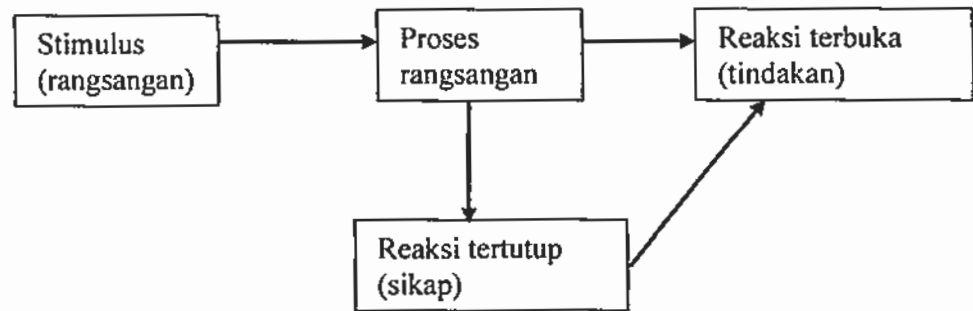 Stimulus
(rangsangan)
Proses
rangsangan
Reaksi terbuka
(tindakan)
Reaksi tertutup
(sikap)